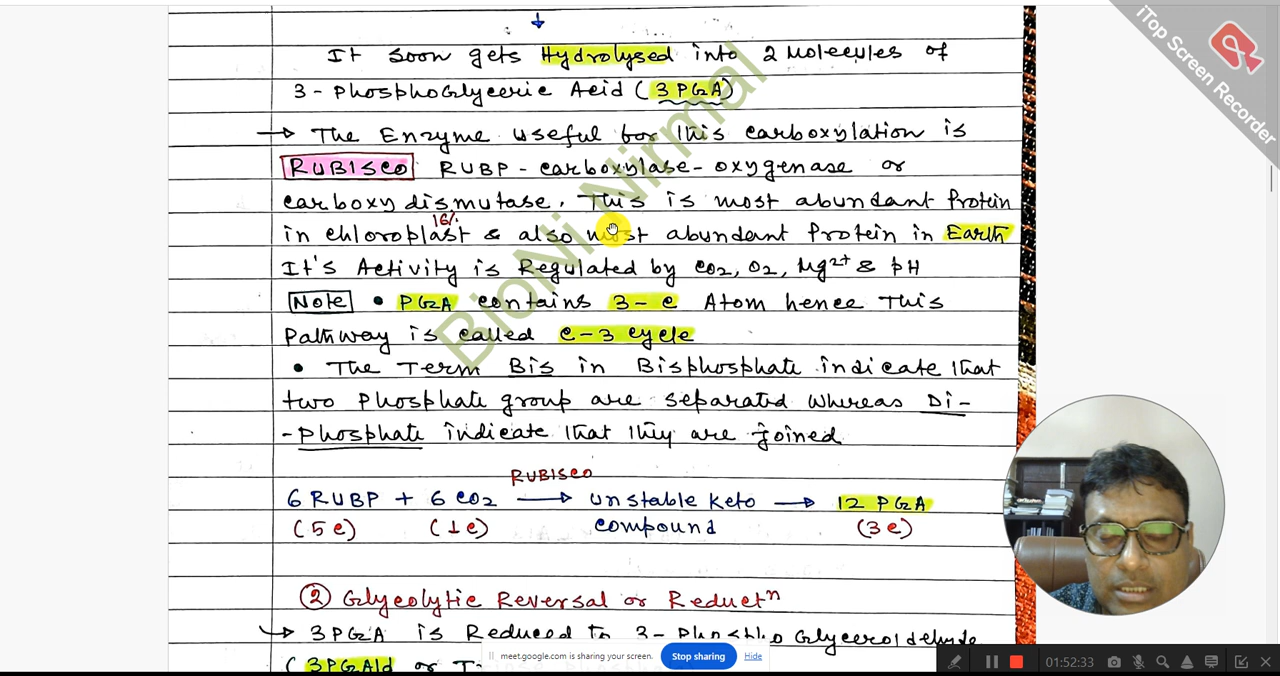 It soon gets Hydrolysed into 2 Molecules of
3-PhosphoGlyceric Acid (3PGA)
→ The Enzyme useful for this carboxylation is
RUBISCO RUBP-carboxylase-oxygenase or
carboxy dismutase. This is most abundant Protein
16%
in chloroplast & also most abundant Protein in Earth
It's Activity is Regulated by CO2, O2, Mg2+ & pH
Note • PGA contains 3-C Atom hence This
Pathway is called C-3 cycle
• The Term Bis in Bisphosphate indicate that
two phosphate group are separated whereas Di-
-phosphate indicate that they are joined
RUBISCO
6 RUBP + 6 CO2 → unstable Keto → 12 PGA
(5C) (1C) compound (3C)
② Glycolytic Reversal or Reductn
→ 3PGA is Reduced to 3-PhosphoGlyceraldehyde
(3PGAld or
BioNi Nirmal
iTop Screen Recorder
meet.google.com is sharing your screen.
Stop sharing
Hide
01:52:33